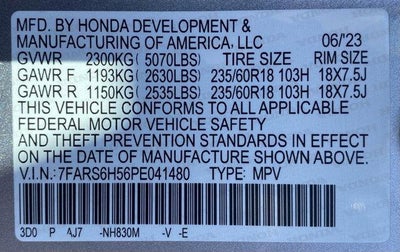 MFD. BY HONDA DEVELOPMENT &
MANUFACTURING OF AMERICA, LLC 06/'23
GVWR 2300KG (5070LBS) TIRE SIZE RIM SIZE
GAWR F 1193KG (2630LBS) 235/60R18 103H 18X7.5J
GAWR R 1150KG (2535LBS) 235/60R18 103H 18X7.5J
THIS VEHICLE CONFORMS TO ALL APPLICABLE
FEDERAL MOTOR VEHICLE SAFETY
AND THEFT PREVENTION STANDARDS IN EFFECT
ON THE DATE OF MANUFACTURE SHOWN ABOVE.
V.I.N.:7FARS6H56PE041480 TYPE: MPV
3D0 P AJ7 -NH830M -V -E